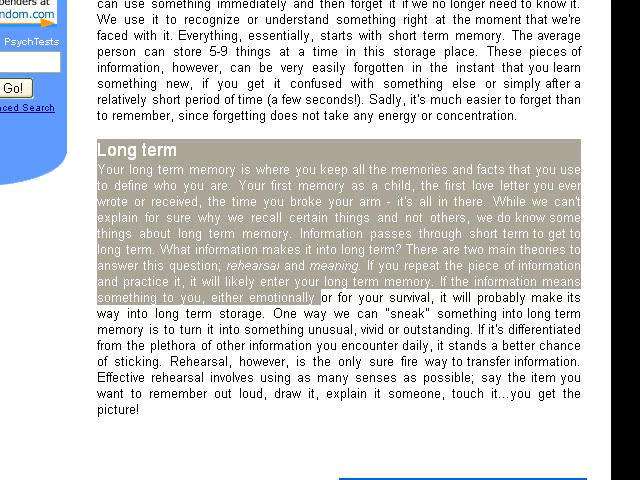 penders at
ndom.com
PsychTests
Go!
ced Search
can use something immediately and then forget it if we no longer need to know it.
We use it to recognize or understand something right at the moment that we're
faced with it. Everything, essentially, starts with short term memory. The average
person can store 5-9 things at a time in this storage place. These pieces of
information, however, can be very easily forgotten in the instant that you learn
something new, if you get it confused with something else or simply after a
relatively short period of time (a few seconds!). Sadly, it's much easier to forget than
to remember, since forgetting does not take any energy or concentration.
Long term
Your long term memory is where you keep all the memories and facts that you use
to define who you are. Your first memory as a child, the first love letter you ever
wrote or received, the time you broke your arm - it's all in there. While we can't
explain for sure why we recall certain things and not others, we do know some
things about long term memory. Information passes through short term to get to
long term. What information makes it into long term? There are two main theories to
answer this question; rehearsal and meaning. If you repeat the piece of information
and practice it, it will likely enter your long term memory. If the information means
something to you, either emotionally or for your survival, it will probably make its
way into long term storage. One way we can "sneak" something into long term
memory is to turn it into something unusual, vivid or outstanding. If it's differentiated
from the plethora of other information you encounter daily, it stands a better chance
of sticking. Rehearsal, however, is the only sure fire way to transfer information.
Effective rehearsal involves using as many senses as possible; say the item you
want to remember out loud, draw it, explain it someone, touch it...you get the
picture!